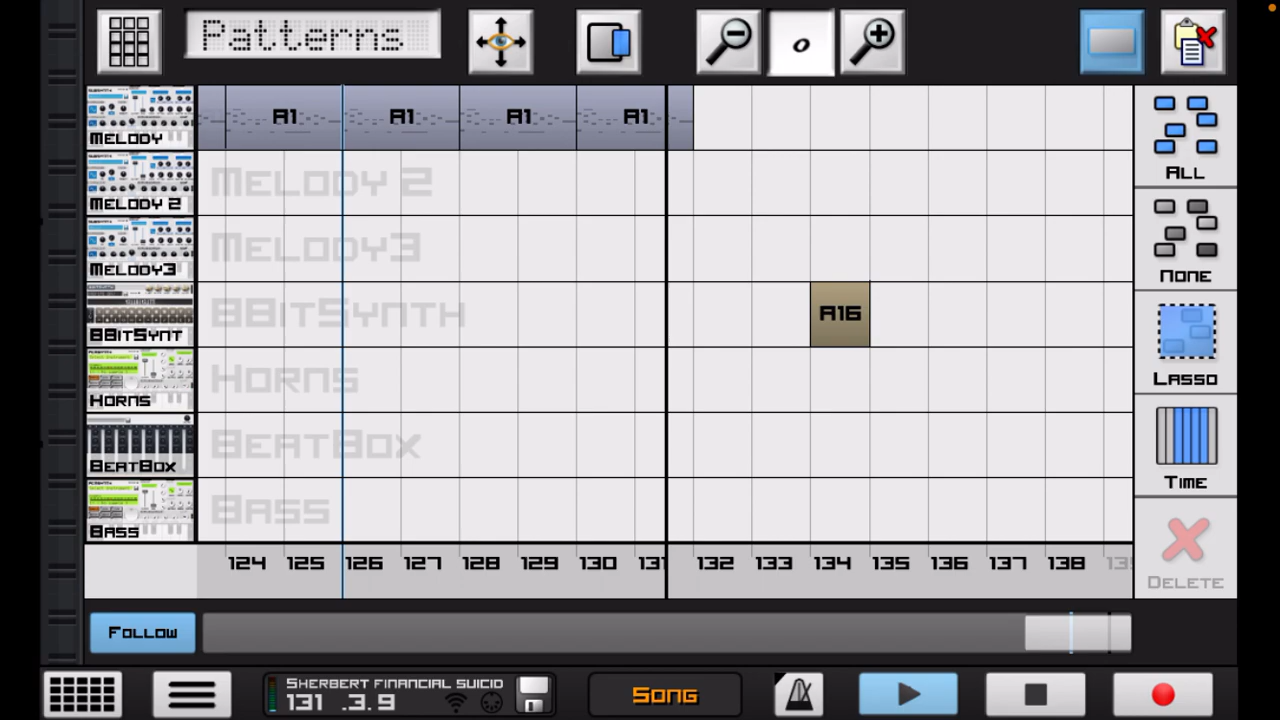 Patterns
A1 A1 A1 A1
Melody
Melody 2
Melody 2
Melody3
Melody3
8BitSynt
8BitSynth
A16
Horns
Horns
BeatBox
BeatBox
Bass
Bass
124 125 126 127 128 129 130 131 132 133 134 135 136 137 138
All
None
Lasso
Time
Delete
Follow
Sherbert Financial Suicid
131 .3.9
Song